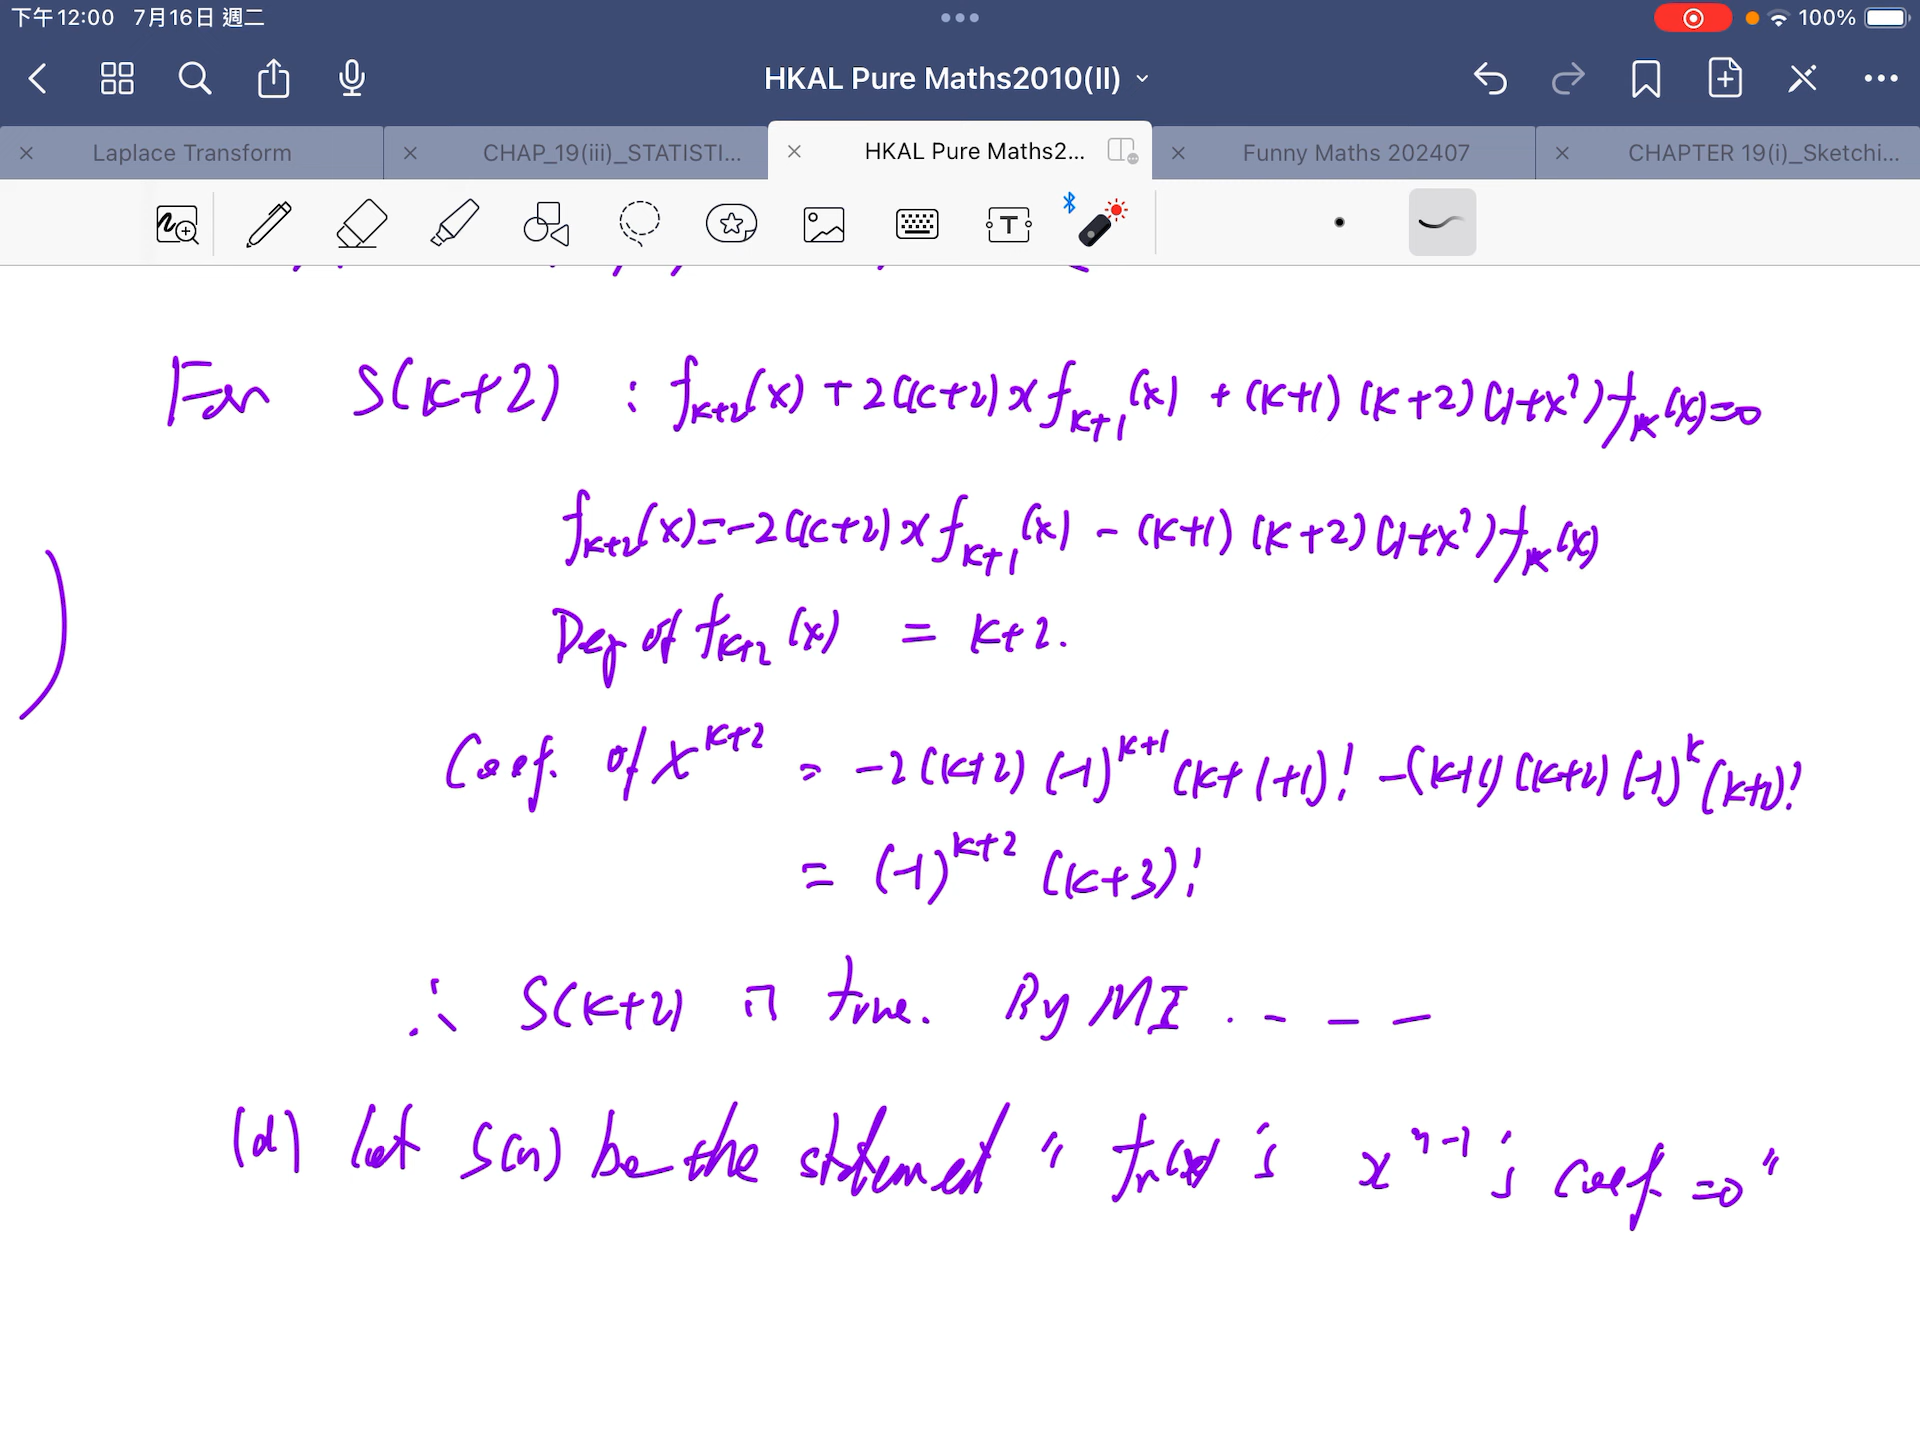 下午12:00 7月16日 週二
100%
HKAL Pure Maths2010(II)
Laplace Transform
CHAP_19(iii)_STATISTI...
HKAL Pure Maths2...
Funny Maths 202407
CHAPTER 19(i)_Sketchi...
For S(k+2) : f_{k+2}(x) + 2(k+2)x f_{k+1}(x) + (k+1)(k+2)(1+x²)f_k(x)=0
f_{k+2}(x)=-2(k+2)x f_{k+1}(x) - (k+1)(k+2)(1+x²)f_k(x)
Deg of f_{k+2}(x) = k+2.
Coef. of x^{k+2} = -2(k+2)(-1)^{k+1}(k+1+1)! -(k+1)(k+2)(-1)^k(k+1)!
= (-1)^{k+2} (k+3)!
∴ S(k+2) is true. By MI . - - -
(d) let S(n) be the statement " f_n(x)'s x^{n-1}'s coef. =0 "